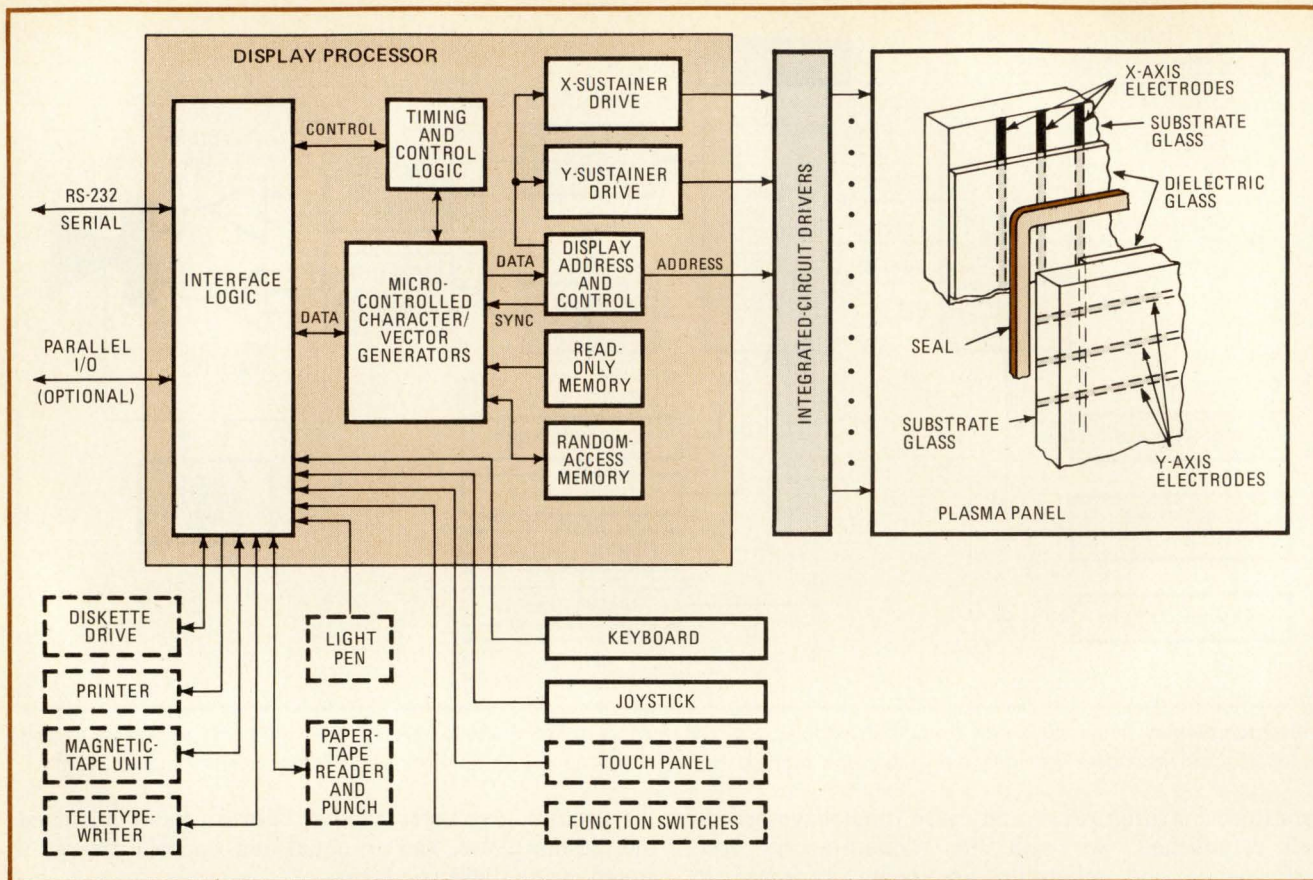 DISPLAY PROCESSOR
RS-232
SERIAL
PARALLEL
I/O
(OPTIONAL)
INTERFACE
LOGIC
CONTROL
DATA
TIMING
AND
CONTROL
LOGIC
MICRO-
CONTROLLED
CHARACTER/
VECTOR
GENERATORS
DATA
SYNC
X-SUSTAINER
DRIVE
Y-SUSTAINER
DRIVE
DISPLAY
ADDRESS
AND
CONTROL
READ-
ONLY
MEMORY
RANDOM-
ACCESS
MEMORY
ADDRESS
INTEGRATED-CIRCUIT DRIVERS
X-AXIS
ELECTRODES
SUBSTRATE
GLASS
DIELECTRIC
GLASS
SEAL
SUBSTRATE
GLASS
Y-AXIS
ELECTRODES
PLASMA PANEL
DISKETTE
DRIVE
PRINTER
MAGNETIC-
TAPE UNIT
TELETYPE-
WRITER
LIGHT
PEN
PAPER-
TAPE
READER
AND
PUNCH
KEYBOARD
JOYSTICK
TOUCH PANEL
FUNCTION SWITCHES